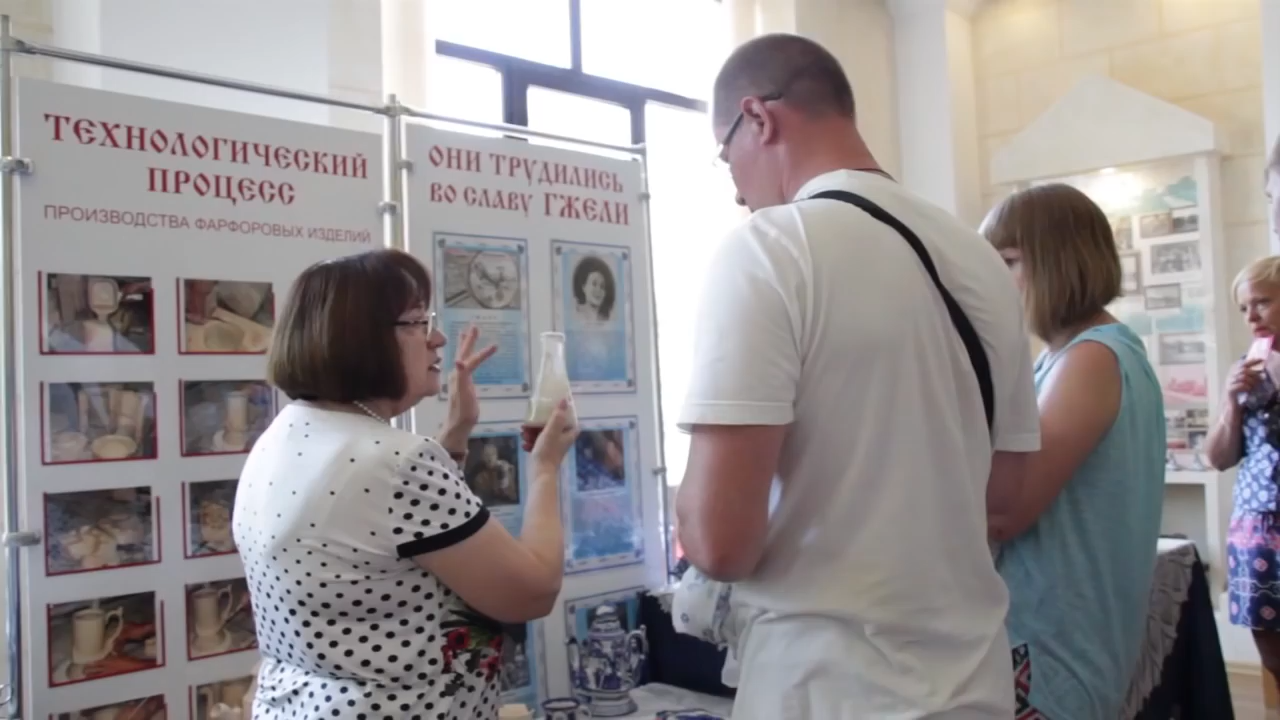 ТЕХНОЛОГИЧЕСКИЙ
ПРОЦЕСС
ПРОИЗВОДСТВА ФАРФОРОВЫХ ИЗДЕЛИЙ
ОНИ ТРУДИЛИСЬ
ВО СЛАВУ ГЖЕЛИ